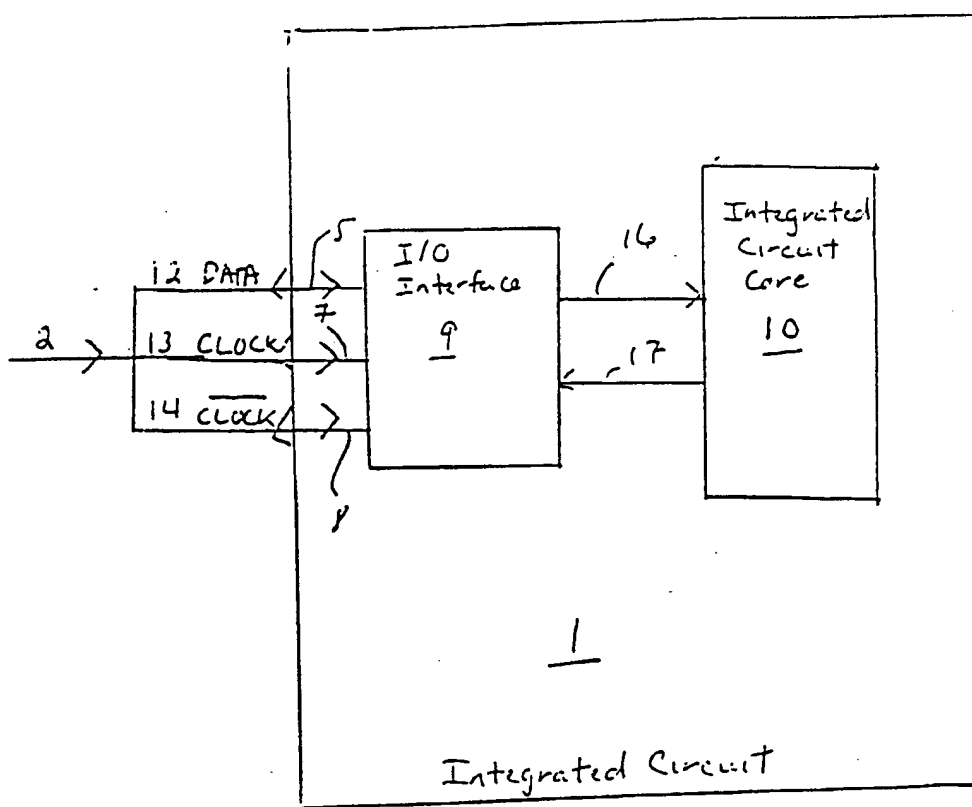 Integrated
Circuit
Core
10
I/O
Interface
9
5
16
12 DATA
7
2
13 CLOCK
17
14 C̅L̅O̅C̅K̅
8
1
Integrated Circuit